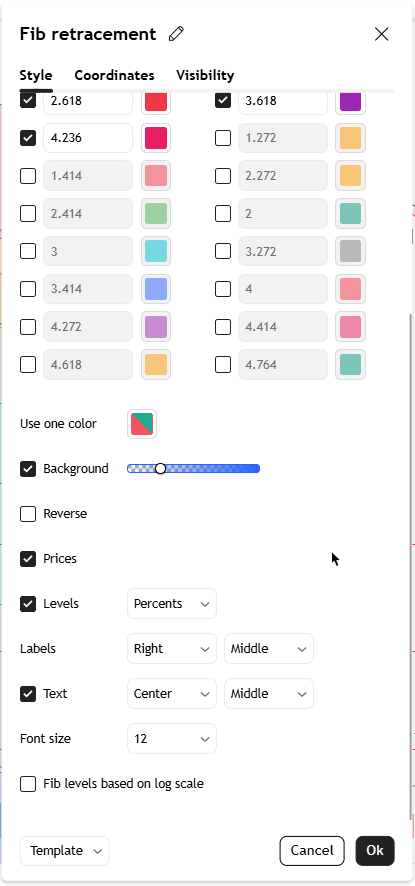 Fib retracement
Style Coordinates Visibility
2.618 3.618
4.236 1.272
1.414 2.272
2.414 2
3 3.272
3.414 4
4.272 4.414
4.618 4.764
Use one color
Background
Reverse
Prices
Levels Percents
Labels Right Middle
Text Center Middle
Font size 12
Fib levels based on log scale
Template Cancel Ok